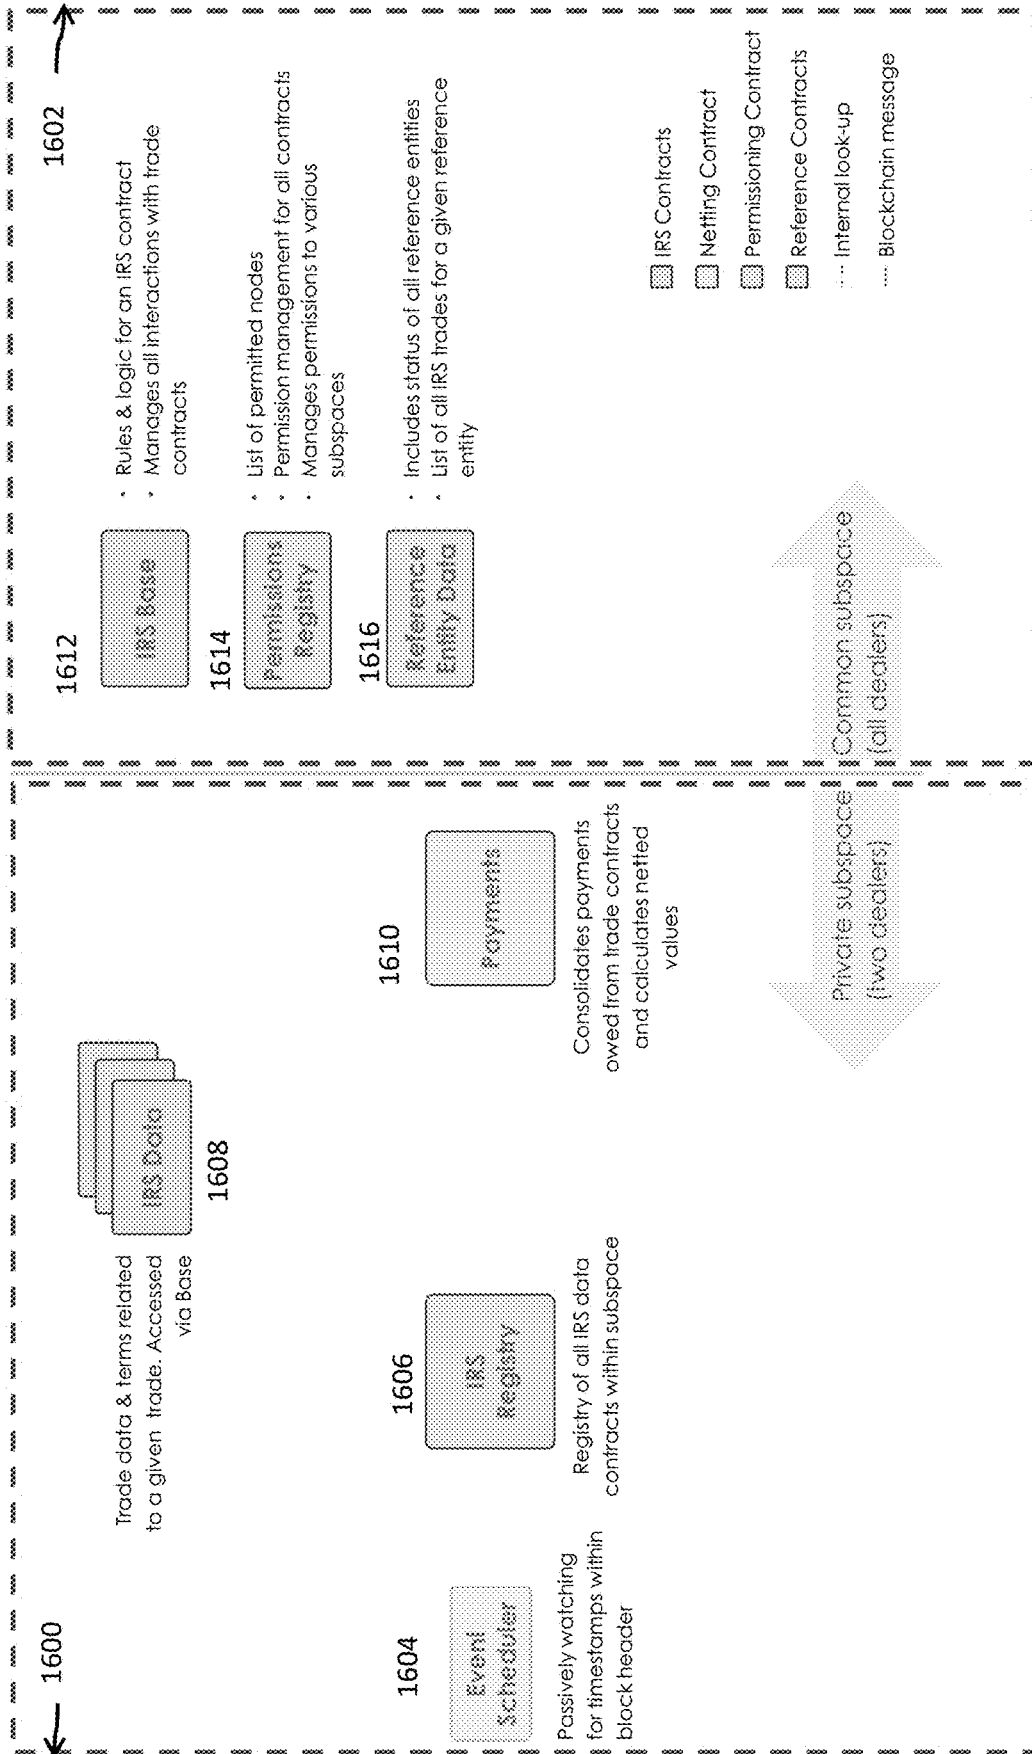 1600
Trade data & terms related
to a given trade. Accessed
via Base
IRS Data
1608
1604
Event
Scheduler
Passively watching
for timestamps within
block header
1606
IRS
Registry
Registry of all IRS data
contracts within subspace
1610
Payments
Consolidates payments
owed from trade contracts
and calculates netted
values
Private subspace
(two dealers)
1602
1612
IRS Base
• Rules & logic for an IRS contract
• Manages all interactions with trade
contracts
1614
Permissions
Registry
• List of permitted nodes
• Permission management for all contracts
• Manages permissions to various
subspaces
1616
Reference
Entity Data
• Includes status of all reference entities
• List of all IRS trades for a given reference
entity
Common subspace
(all dealers)
IRS Contracts
Netting Contract
Permissioning Contract
Reference Contracts
Internal look-up
Blockchain message